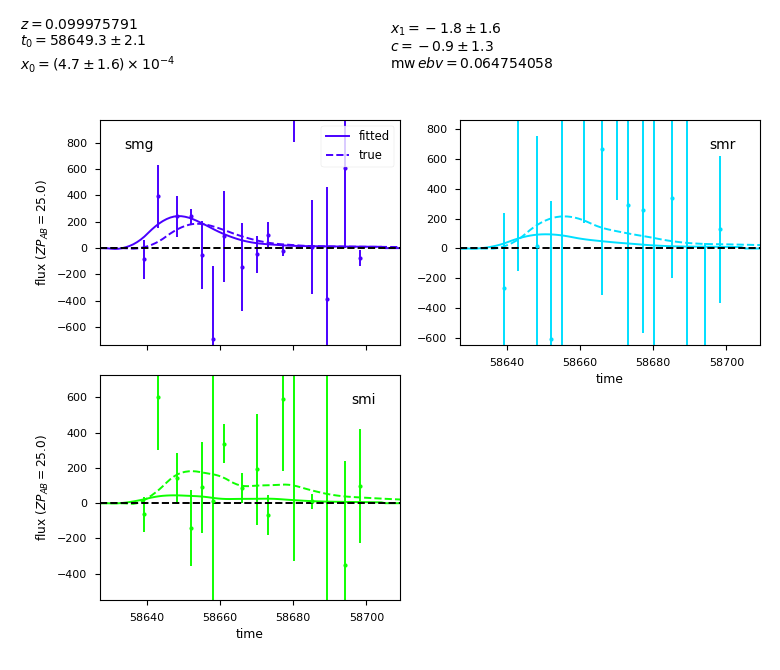 z = 0.099975791
t₀ = 58649.3 ± 2.1
x₀ = (4.7 ± 1.6) × 10⁻⁴
x₁ = −1.8 ± 1.6
c = −0.9 ± 1.3
mw ebv = 0.064754058
smg
fitted
true
800
600
400
200
0
−200
−400
−600
flux (ZP_AB = 25.0)
smr
800
600
400
200
0
−200
−400
−600
58640 58660 58680 58700
time
smi
600
400
200
0
−200
−400
flux (ZP_AB = 25.0)
58640 58660 58680 58700
time